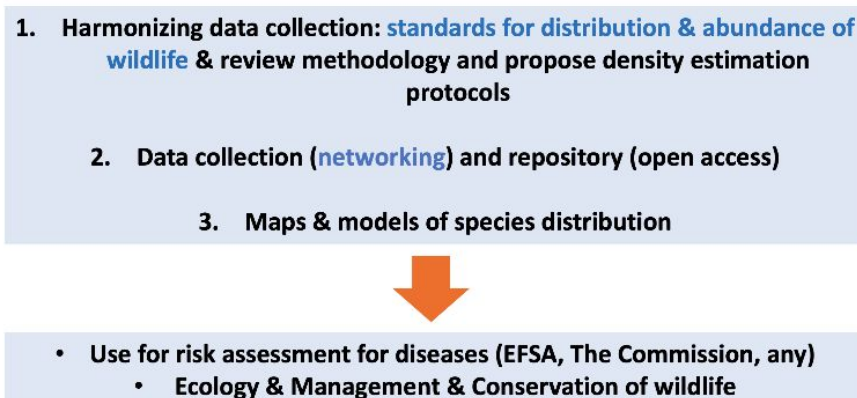 1. Harmonizing data collection: standards for distribution & abundance of
wildlife & review methodology and propose density estimation
protocols
2. Data collection (networking) and repository (open access)
3. Maps & models of species distribution
• Use for risk assessment for diseases (EFSA, The Commission, any)
• Ecology & Management & Conservation of wildlife